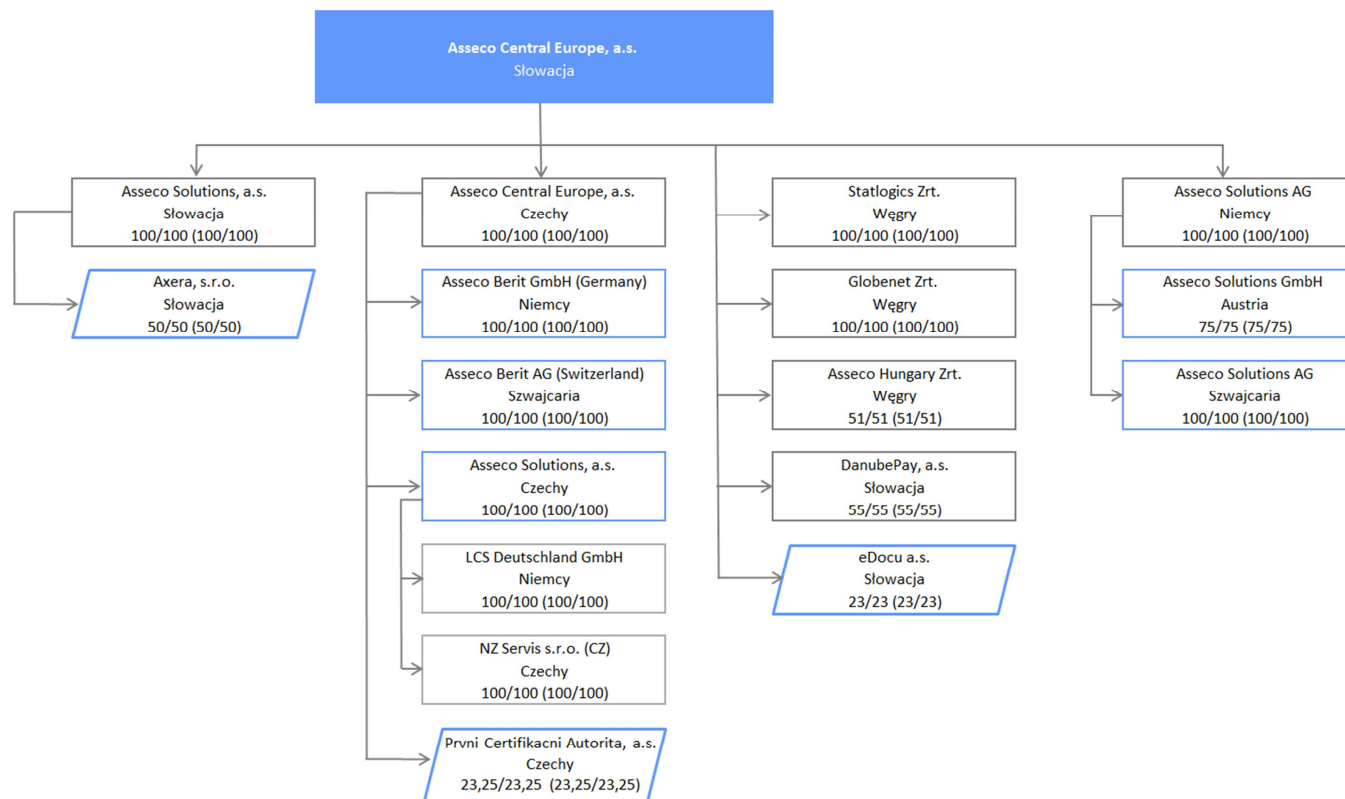 Asseco Central Europe, a.s.
Słowacja
Asseco Solutions, a.s.
Słowacja
100/100 (100/100)
Axera, s.r.o.
Słowacja
50/50 (50/50)
Asseco Central Europe, a.s.
Czechy
100/100 (100/100)
Asseco Berit GmbH (Germany)
Niemcy
100/100 (100/100)
Asseco Berit AG (Switzerland)
Szwajcaria
100/100 (100/100)
Asseco Solutions, a.s.
Czechy
100/100 (100/100)
LCS Deutschland GmbH
Niemcy
100/100 (100/100)
NZ Servis s.r.o. (CZ)
Czechy
100/100 (100/100)
Prvni Certifikacni Autorita, a.s.
Czechy
23,25/23,25 (23,25/23,25)
Statlogics Zrt.
Węgry
100/100 (100/100)
Globenet Zrt.
Węgry
100/100 (100/100)
Asseco Hungary Zrt.
Węgry
51/51 (51/51)
DanubePay, a.s.
Słowacja
55/55 (55/55)
eDocu a.s.
Słowacja
23/23 (23/23)
Asseco Solutions AG
Niemcy
100/100 (100/100)
Asseco Solutions GmbH
Austria
75/75 (75/75)
Asseco Solutions AG
Szwajcaria
100/100 (100/100)